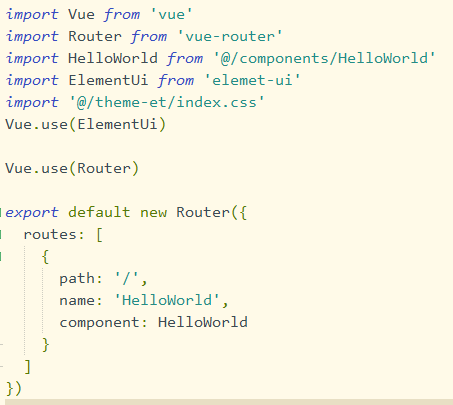 import Vue from 'vue'
import Router from 'vue-router'
import HelloWorld from '@/components/HelloWorld'
import ElementUi from 'elemet-ui'
import '@/theme-et/index.css'
Vue.use(ElementUi)

Vue.use(Router)

export default new Router({
  routes: [
    {
      path: '/',
      name: 'HelloWorld',
      component: HelloWorld
    }
  ]
})